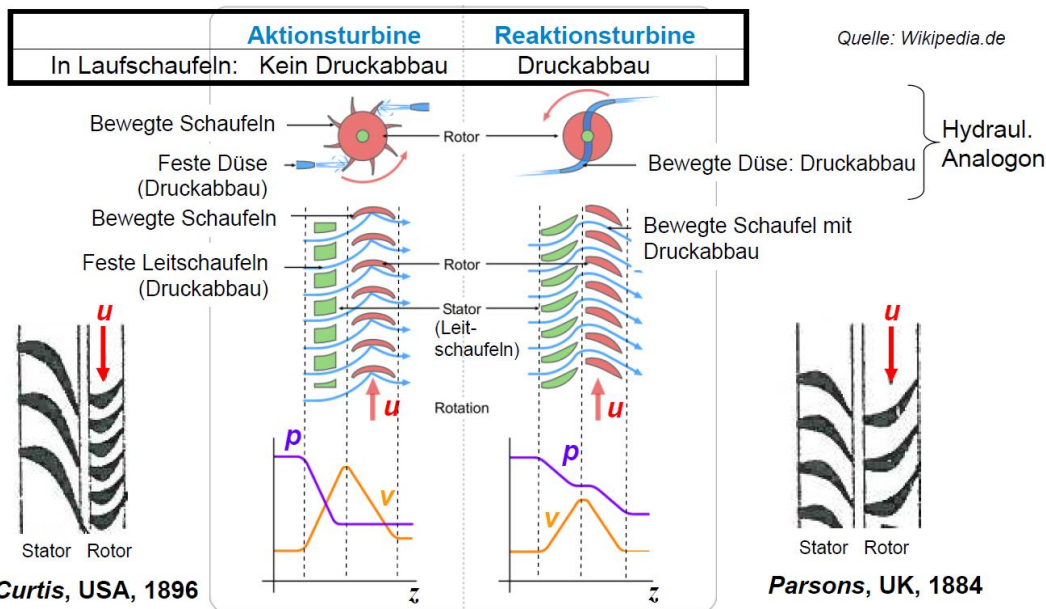 Aktionsturbine Reaktionsturbine
Quelle: Wikipedia.de
In Laufschaufeln: Kein Druckabbau Druckabbau
Bewegte Schaufeln
Rotor
Feste Düse
(Druckabbau)
Bewegte Düse: Druckabbau
Hydraul.
Analogon
Bewegte Schaufeln
Bewegte Schaufel mit
Druckabbau
Feste Leitschaufeln
(Druckabbau)
Rotor
Stator
(Leit-
schaufeln)
u
u
Rotation
u
u
p
v
z
p
v
z
Stator Rotor
Curtis, USA, 1896
Stator Rotor
Parsons, UK, 1884